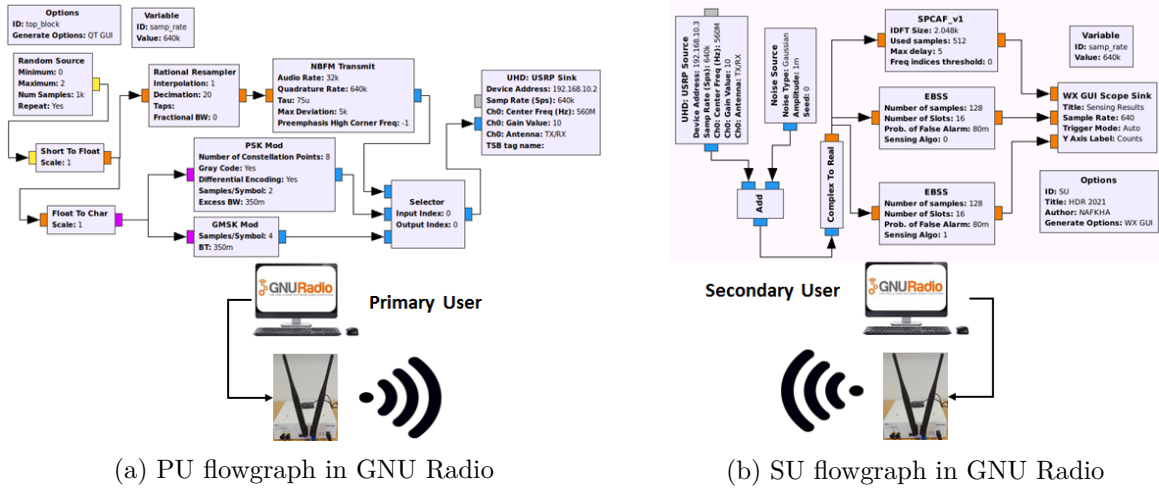 Options
ID: top_block
Generate Options: QT GUI
Variable
ID: samp_rate
Value: 640k
Random Source
Minimum: 0
Maximum: 2
Num Samples: 1k
Repeat: Yes
Rational Resampler
Interpolation: 1
Decimation: 20
Taps:
Fractional BW: 0
NBFM Transmit
Audio Rate: 32k
Quadrature Rate: 640k
Tau: 75u
Max Deviation: 5k
Preemphasis High Corner Freq: -1
UHD: USRP Sink
Device Address: 192.168.10.2
Samp Rate (Sps): 640k
Ch0: Center Freq (Hz): 560M
Ch0: Gain Value: 10
Ch0: Antenna: TX/RX
TSB tag name:
Short To Float
Scale: 1
PSK Mod
Number of Constellation Points: 8
Gray Code: Yes
Differential Encoding: Yes
Samples/Symbol: 2
Excess BW: 350m
Float To Char
Scale: 1
GMSK Mod
Samples/Symbol: 4
BT: 350m
Selector
Input Index: 0
Output Index: 0
GNURadio
Primary User
(a) PU flowgraph in GNU Radio
UHD: USRP Source
Device Address: 192.168.10.3
Samp Rate (Sps): 640k
Ch0: Center Freq (Hz): 560M
Ch0: Gain Value: 10
Ch0: Antenna: TX/RX
Noise Source
Noise Type: Gaussian
Amplitude: 1m
Seed: 0
Add
Complex To Real
SPCAF_v1
IDFT Size: 2.048k
Used samples: 512
Max delay: 5
Freq indices threshold: 0
EBSS
Number of samples: 128
Number of Slots: 16
Prob. of False Alarm: 80m
Sensing Algo: 0
EBSS
Number of samples: 128
Number of Slots: 16
Prob. of False Alarm: 80m
Sensing Algo: 1
Variable
ID: samp_rate
Value: 640k
WX GUI Scope Sink
Title: Sensing Results
Sample Rate: 640
Trigger Mode: Auto
Y Axis Label: Counts
Options
ID: SU
Title: HDR 2021
Author: NAFKHA
Generate Options: WX GUI
Secondary User
GNURadio
(b) SU flowgraph in GNU Radio